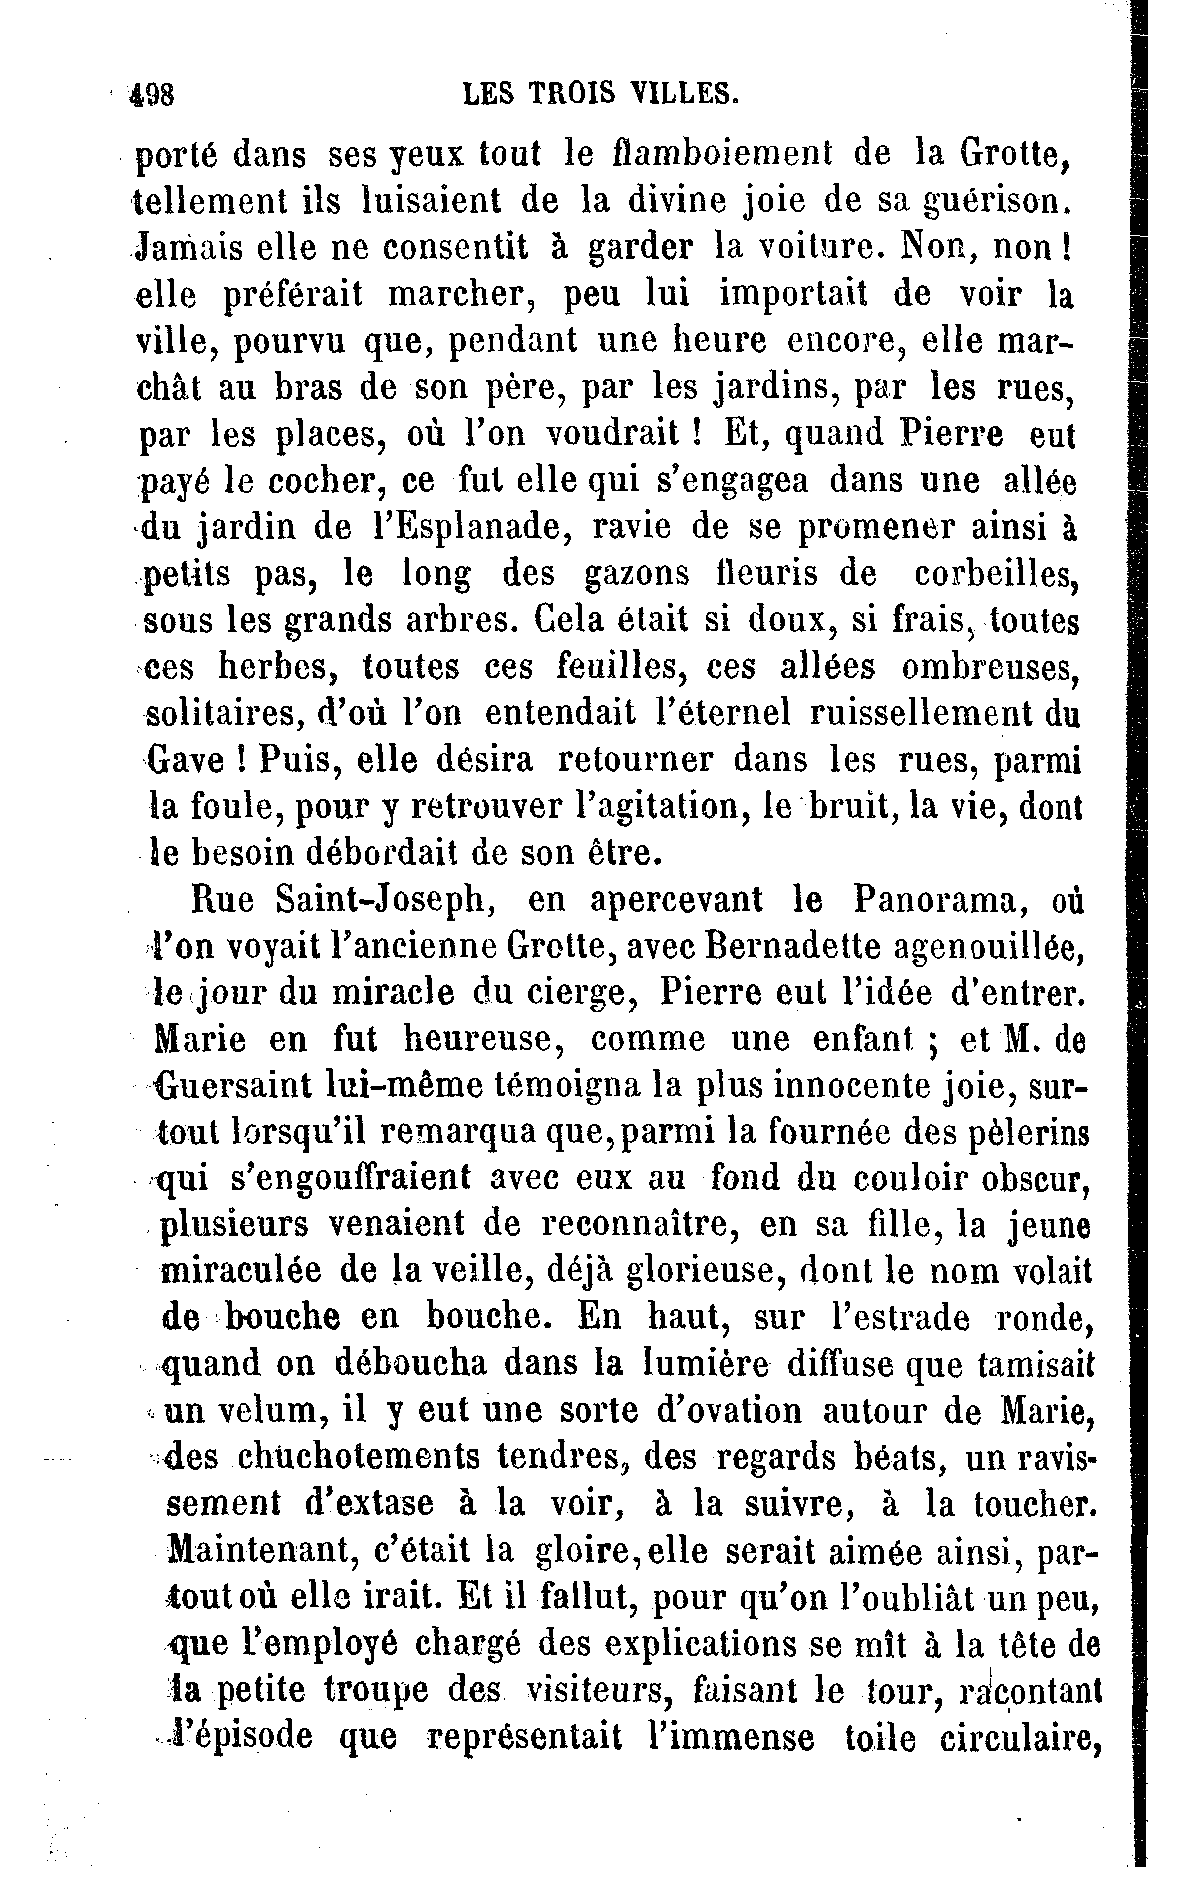 498 LES TROIS VILLES.
porté dans ses yeux tout le flamboiement de la Grotte,
tellement ils luisaient de la divine joie de sa guérison.
Jamais elle ne consentit à garder la voiture. Non, non !
elle préférait marcher, peu lui importait de voir la
ville, pourvu que, pendant une heure encore, elle mar-
chât au bras de son père, par les jardins, par les rues,
par les places, où l'on voudrait ! Et, quand Pierre eut
payé le cocher, ce fut elle qui s'engagea dans une allée
du jardin de l'Esplanade, ravie de se promener ainsi à
petits pas, le long des gazons fleuris de corbeilles,
sous les grands arbres. Cela était si doux, si frais, toutes
ces herbes, toutes ces feuilles, ces allées ombreuses,
solitaires, d'où l'on entendait l'éternel ruissellement du
Gave ! Puis, elle désira retourner dans les rues, parmi
la foule, pour y retrouver l'agitation, le bruit, la vie, dont
le besoin débordait de son être.
Rue Saint-Joseph, en apercevant le Panorama, où
l'on voyait l'ancienne Grotte, avec Bernadette agenouillée,
le jour du miracle du cierge, Pierre eut l'idée d'entrer.
Marie en fut heureuse, comme une enfant ; et M. de
Guersaint lui-même témoigna la plus innocente joie, sur-
tout lorsqu'il remarqua que, parmi la fournée des pèlerins
qui s'engouffraient avec eux au fond du couloir obscur,
plusieurs venaient de reconnaître, en sa fille, la jeune
miraculée de la veille, déjà glorieuse, dont le nom volait
de bouche en bouche. En haut, sur l'estrade ronde,
quand on déboucha dans la lumière diffuse que tamisait
un velum, il y eut une sorte d'ovation autour de Marie,
des chuchotements tendres, des regards béats, un ravis-
sement d'extase à la voir, à la suivre, à la toucher.
Maintenant, c'était la gloire, elle serait aimée ainsi, par-
tout où elle irait. Et il fallut, pour qu'on l'oubliât un peu,
que l'employé chargé des explications se mît à la tête de
la petite troupe des visiteurs, faisant le tour, racontant
l'épisode que représentait l'immense toile circulaire,